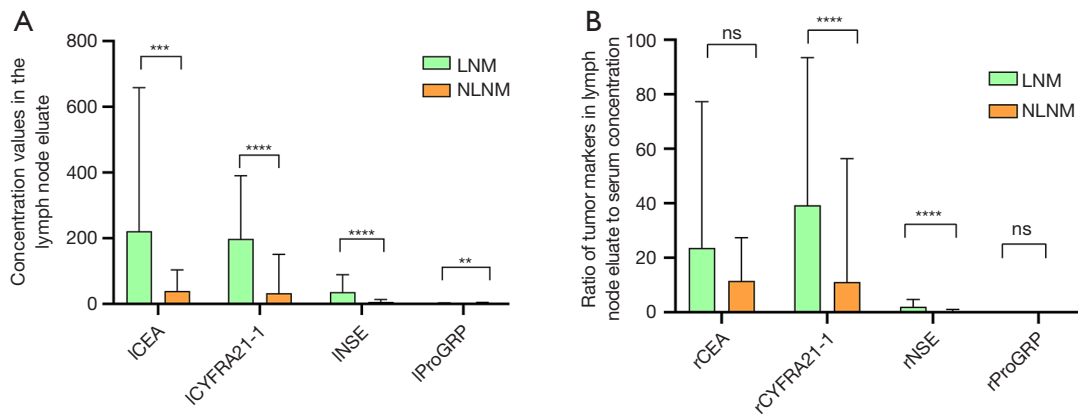 A
Concentration values in the
lymph node eluate
800
600
400
200
0
***
****
****
**
LNM
NLNM
lCEA
lCYFRA21-1
lNSE
lProGRP
B
Ratio of tumor markers in lymph
node eluate to serum concentration
100
80
60
40
20
0
ns
****
****
ns
LNM
NLNM
rCEA
rCYFRA21-1
rNSE
rProGRP